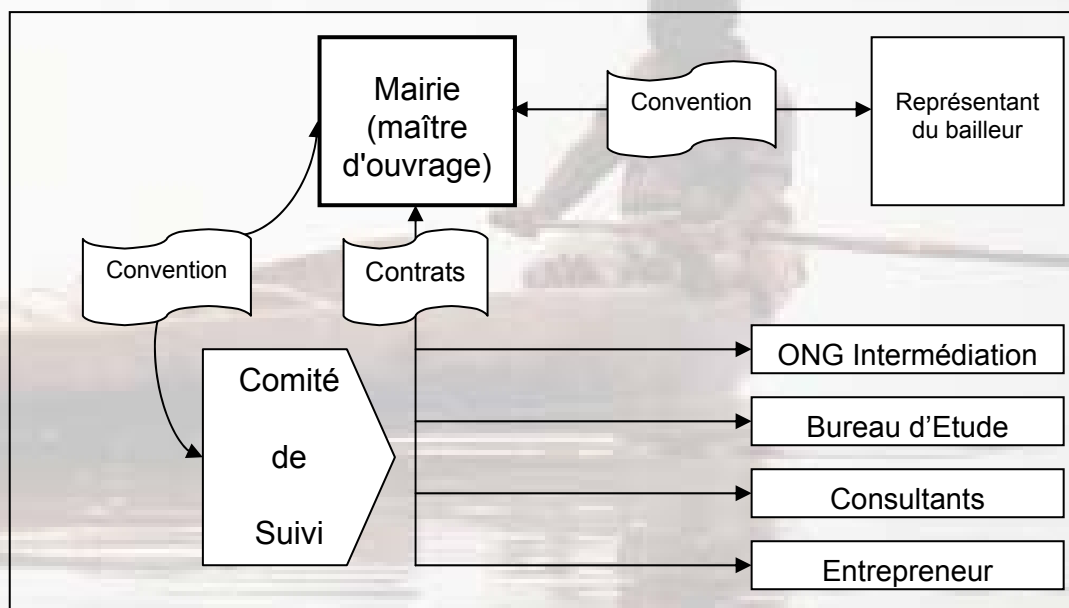 Mairie
(maître
d'ouvrage)
Convention
Représentant
du bailleur
Convention
Contrats
Comité
de
Suivi
ONG Intermédiation
Bureau d’Etude
Consultants
Entrepreneur